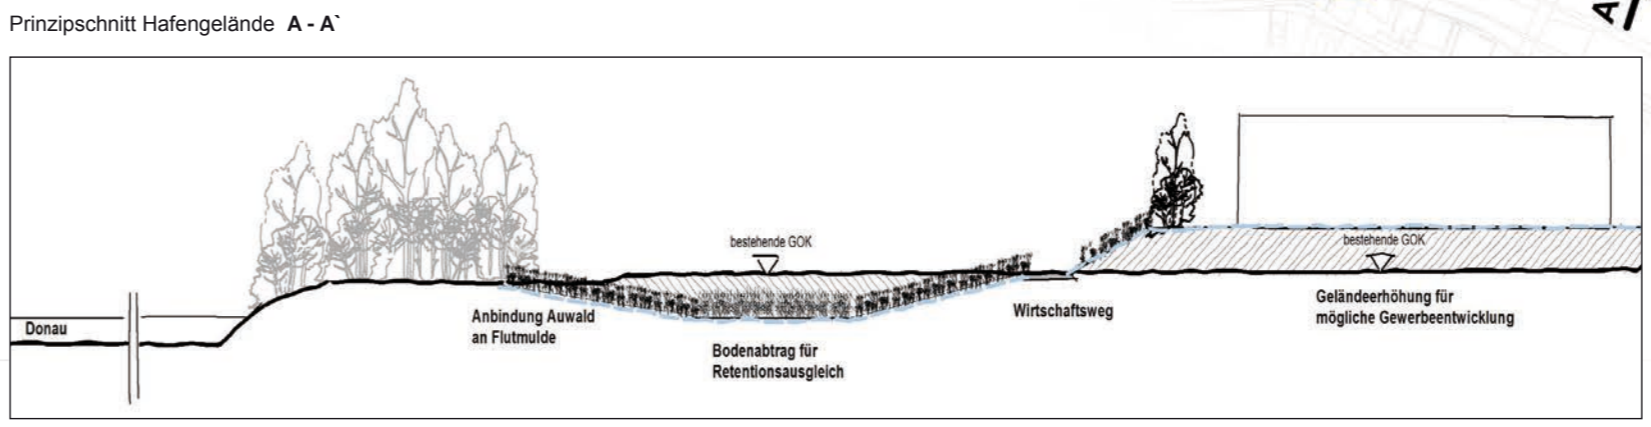 Prinzipschnitt Hafengelände A - A`
A
bestehende GOK
bestehende GOK
Donau
Anbindung Auwald
an Flutmulde
Bodenabtrag für
Retentionsausgleich
Wirtschaftsweg
Geländeerhöhung für
mögliche Gewerbeentwicklung